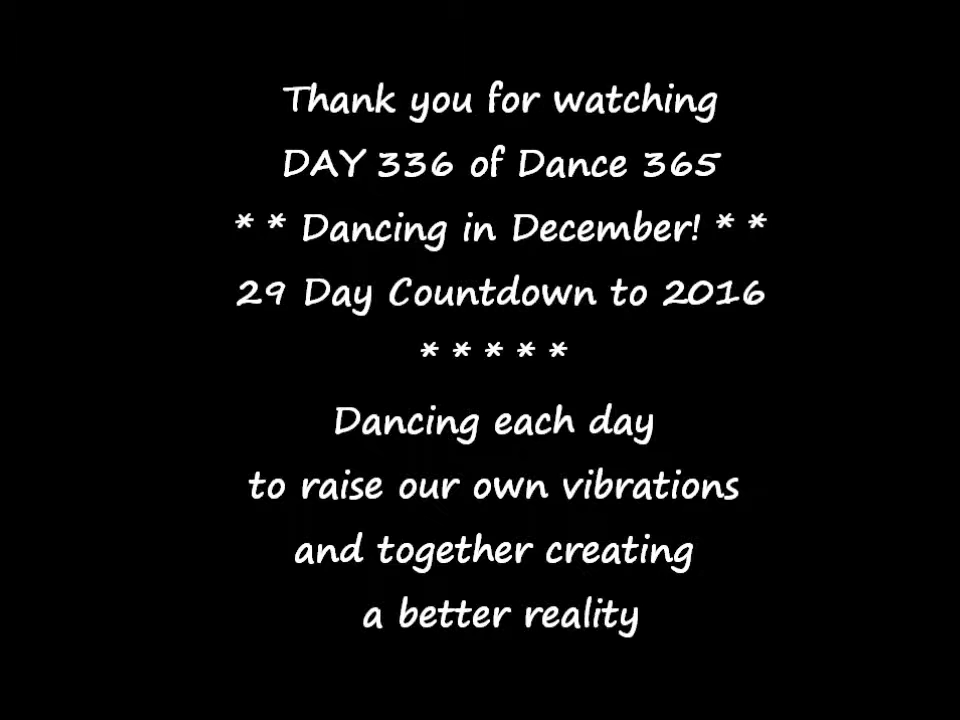 Thank you for watching
DAY 336 of Dance 365
* * Dancing in December! * *
29 Day Countdown to 2016
* * * * *
Dancing each day
to raise our own vibrations
and together creating
a better reality